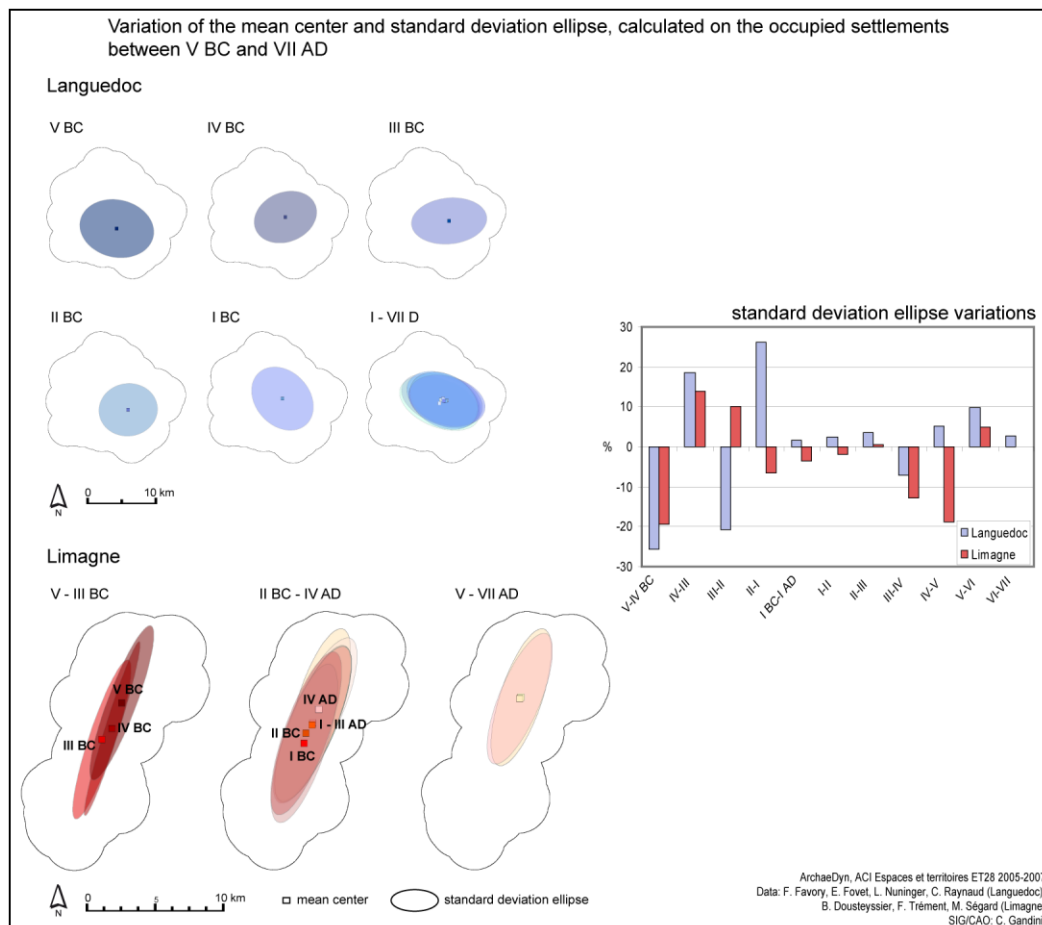 Variation of the mean center and standard deviation ellipse, calculated on the occupied settlements
between V BC and VII AD
Languedoc
V BC
IV BC
III BC
II BC
I BC
I - VII D
N
0 10 km
standard deviation ellipse variations
30
20
10
0
%
-10
-20
-30
Languedoc
Limagne
V-IV BC
IV-III
III-II
II-I
I BC-I AD
I-II
II-III
III-IV
IV-V
V-VI
VI-VII
Limagne
V - III BC
II BC - IV AD
V - VII AD
V BC
IV BC
III BC
IV AD
I - III AD
II BC
I BC
N
0 5 10 km
mean center
standard deviation ellipse
ArchaeDyn, ACI Espaces et territoires ET28 2005-2007
Data: F. Favory, E. Fovet, L. Nuninger, C. Raynaud (Languedoc)
B. Dousteyssier, F. Trément, M. Ségard (Limagne
SIG/CAO: C. Gandini